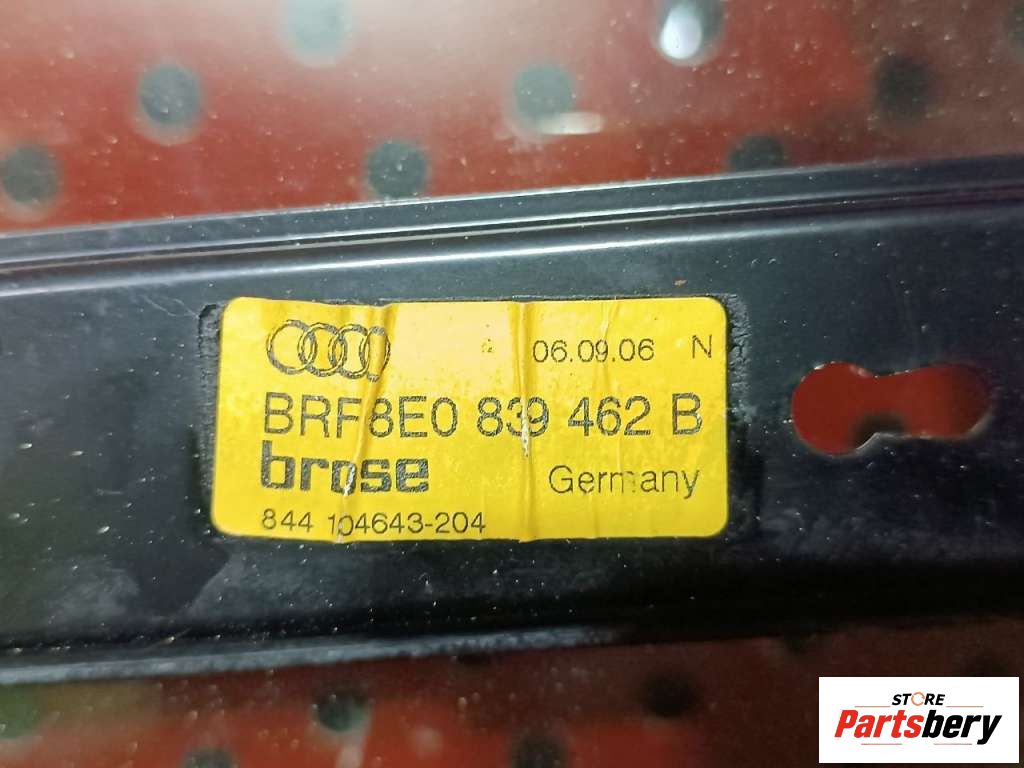 06.09.06 N
BRF8E0 839 462 B
brose Germany
844 104643-204
STORE
Partsbery